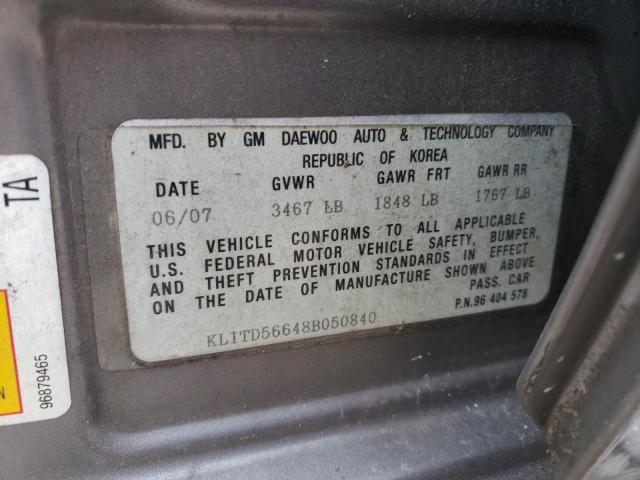 MFD. BY GM DAEWOO AUTO & TECHNOLOGY COMPANY
REPUBLIC OF KOREA
DATE GVWR GAWR FRT GAWR RR
06/07 3467 LB 1848 LB 1767 LB
THIS VEHICLE CONFORMS TO ALL APPLICABLE
U.S. FEDERAL MOTOR VEHICLE SAFETY, BUMPER,
AND THEFT PREVENTION STANDARDS IN EFFECT
ON THE DATE OF MANUFACTURE SHOWN ABOVE
PASS. CAR
P.N.96 404 578
KL1TD56648B050840
TA
96879465